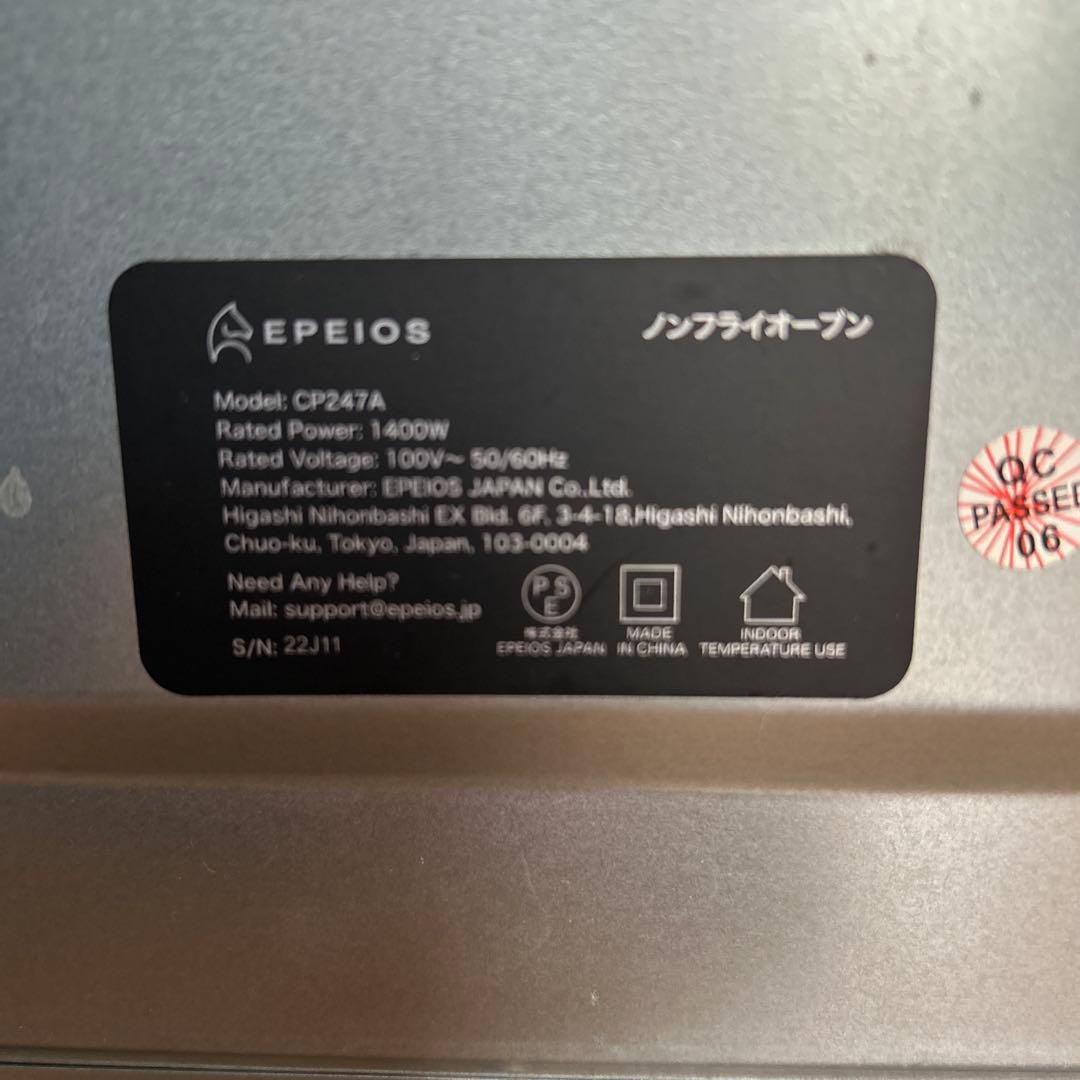 EPEIOS
ノンフライオーブン
Model: CP247A
Rated Power: 1400W
Rated Voltage: 100V～ 50/60Hz
Manufacturer: EPEIOS JAPAN Co.,Ltd.
Higashi Nihonbashi EX Bld. 6F, 3-4-18,Higashi Nihonbashi,
Chuo-ku, Tokyo, Japan, 103-0004
Need Any Help?
Mail: support@epeios.jp
S/N: 22J11
PS
E
株式会社
EPEIOS JAPAN
MADE
IN CHINA
INDOOR
TEMPERATURE USE
QC
PASSED
06